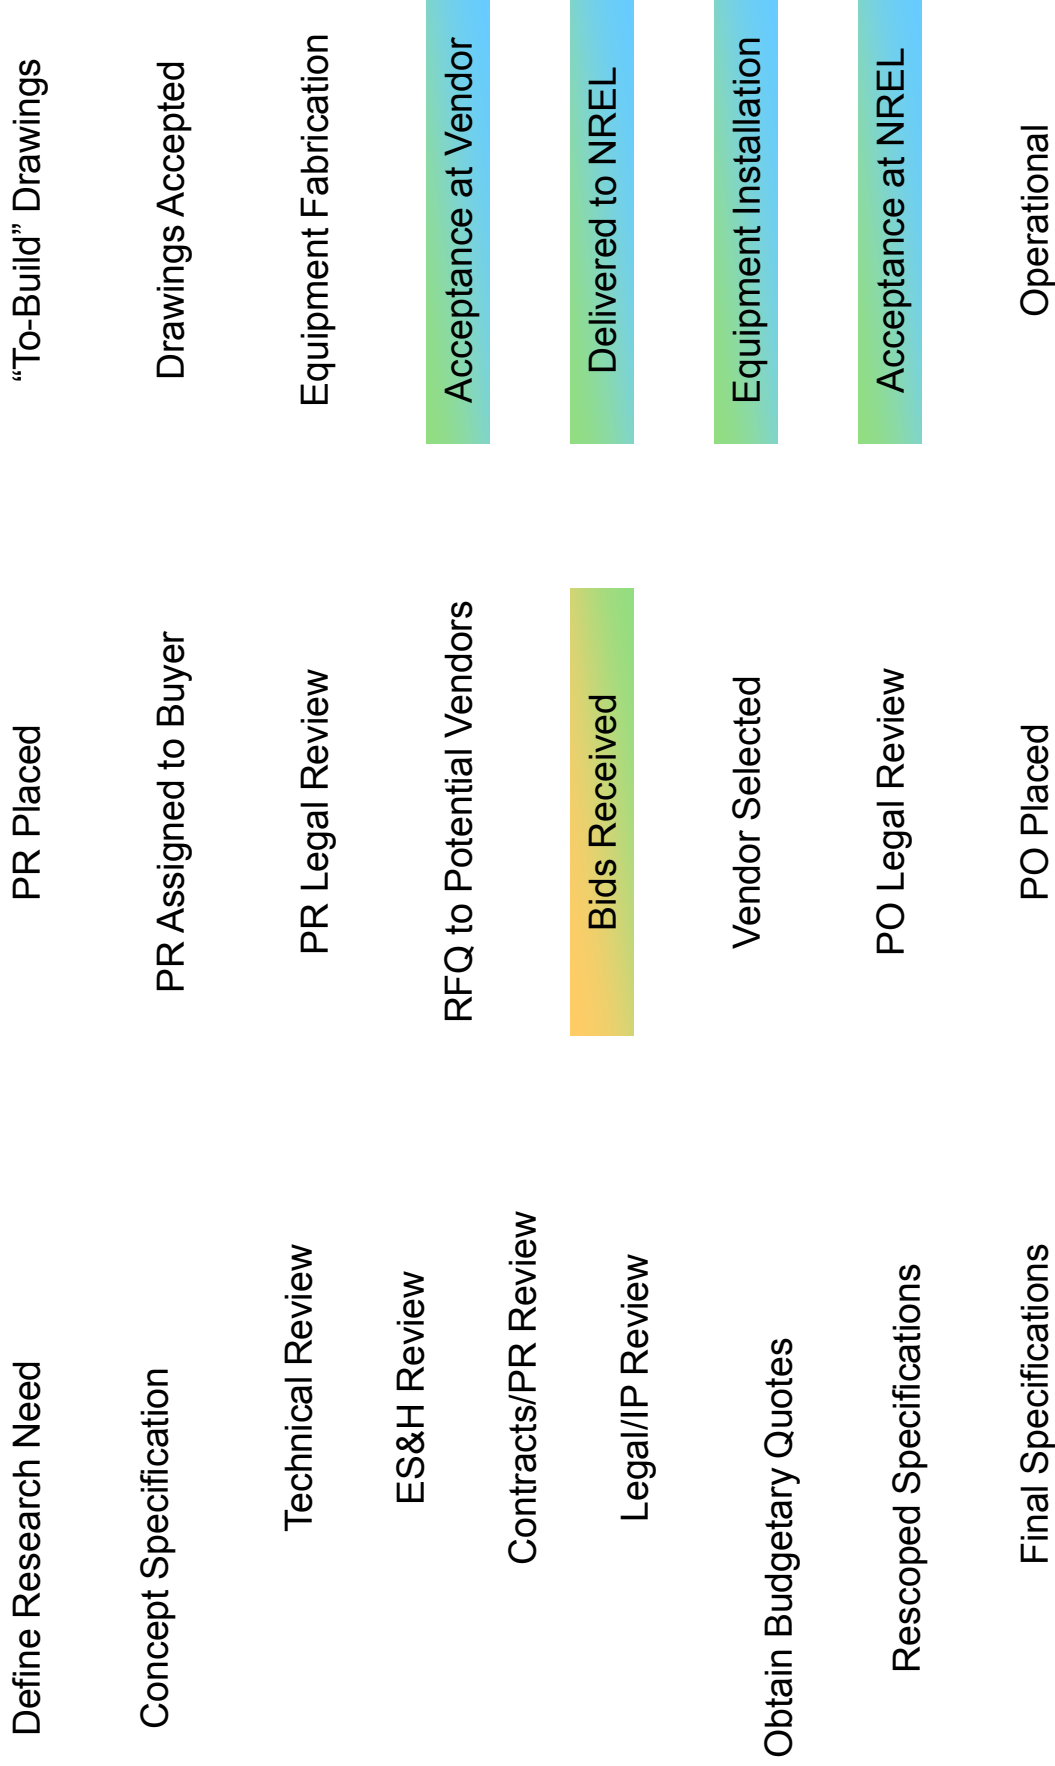 Define Research Need
Concept Specification
Technical Review
ES&H Review
Contracts/PR Review
Legal/IP Review
Obtain Budgetary Quotes
Rescoped Specifications
Final Specifications
PR Placed
PR Assigned to Buyer
PR Legal Review
RFQ to Potential Vendors
Bids Received
Vendor Selected
PO Legal Review
PO Placed
“To-Build” Drawings
Drawings Accepted
Equipment Fabrication
Acceptance at Vendor
Delivered to NREL
Equipment Installation
Acceptance at NREL
Operational